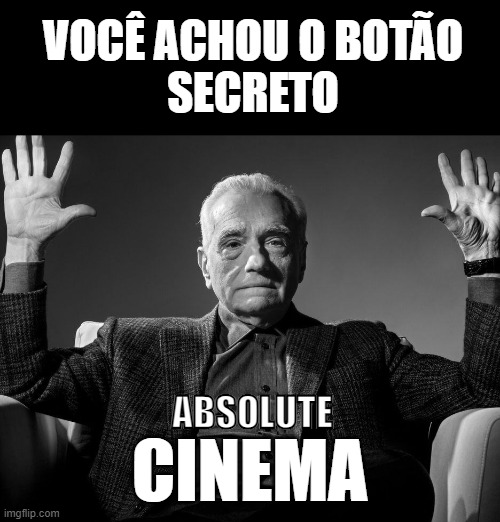 VOCÊ ACHOU O BOTÃO
SECRETO
ABSOLUTE
CINEMA
imgflip.com